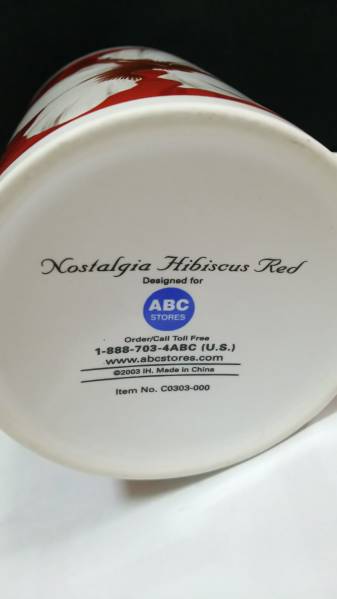 Nostalgia Hibiscus Red
Designed for
ABC
STORES
Order/Call Toll Free
1-888-703-4ABC (U.S.)
www.abcstores.com
©2003 IH. Made in China
Item No. C0303-000